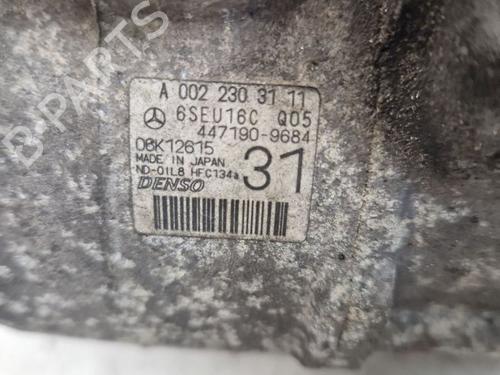 B-PARTS
A 002 230 31 11
6SEU16C Q05
447190-9684
08K12615
MADE IN JAPAN
ND-OIL8 HFC134a
31
DENSO